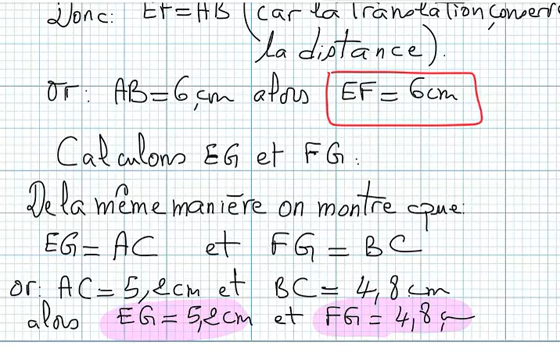 Donc: EF = AB (car la Translation conserve
la distance).
or: AB = 6 cm alors EF = 6cm
Calculons EG et FG:
De la même manière on montre que:
EG = AC et FG = BC
or: AC = 5,2cm et BC = 4,8cm
alors EG = 5,2cm et FG = 4,8